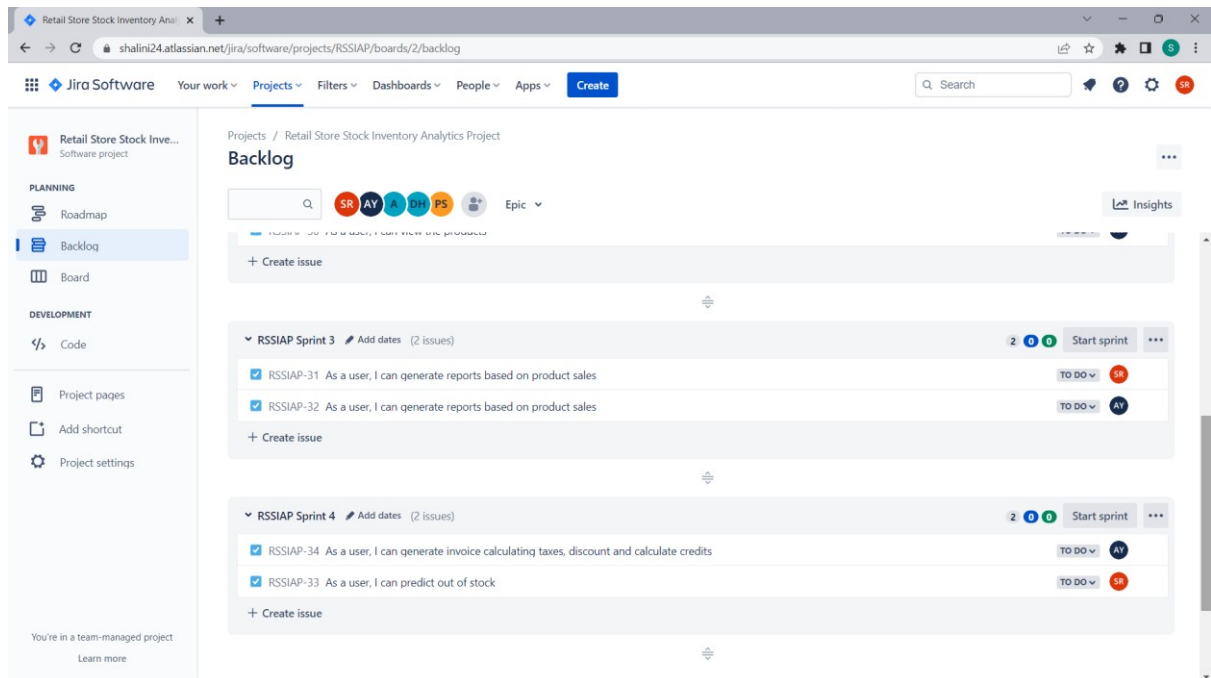 Retail Store Stock Inventory Anal
shalini24.atlassian.net/jira/software/projects/RSSIAP/boards/2/backlog
S
Jira Software Your work Projects Filters Dashboards People Apps Create Search SR
Retail Store Stock Inve...
Software project
PLANNING
Roadmap
Backlog
Board
DEVELOPMENT
Code
Project pages
Add shortcut
Project settings
You're in a team-managed project
Learn more
Projects / Retail Store Stock Inventory Analytics Project
Backlog
SR AY A DH PS Epic Insights
RSSIAP-30 As a user, I can view the products
+ Create issue
RSSIAP Sprint 3 Add dates (2 issues) 2 0 0 Start sprint
RSSIAP-31 As a user, I can generate reports based on product sales TO DO SR
RSSIAP-32 As a user, I can generate reports based on product sales TO DO AY
+ Create issue
RSSIAP Sprint 4 Add dates (2 issues) 2 0 0 Start sprint
RSSIAP-34 As a user, I can generate invoice calculating taxes, discount and calculate credits TO DO AY
RSSIAP-33 As a user, I can predict out of stock TO DO SR
+ Create issue